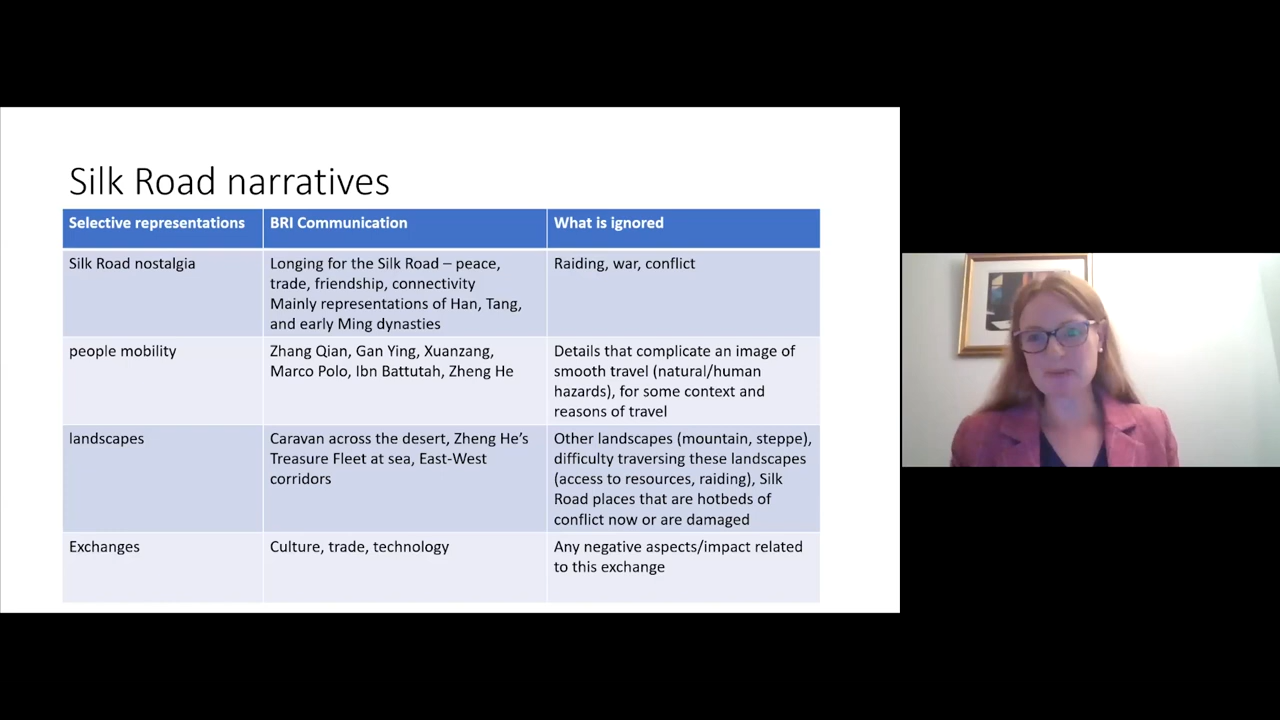 Silk Road narratives
Selective representations
BRI Communication
What is ignored
Silk Road nostalgia
Longing for the Silk Road – peace,
trade, friendship, connectivity
Mainly representations of Han, Tang,
and early Ming dynasties
Raiding, war, conflict
people mobility
Zhang Qian, Gan Ying, Xuanzang,
Marco Polo, Ibn Battutah, Zheng He
Details that complicate an image of
smooth travel (natural/human
hazards), for some context and
reasons of travel
landscapes
Caravan across the desert, Zheng He’s
Treasure Fleet at sea, East-West
corridors
Other landscapes (mountain, steppe),
difficulty traversing these landscapes
(access to resources, raiding), Silk
Road places that are hotbeds of
conflict now or are damaged
Exchanges
Culture, trade, technology
Any negative aspects/impact related
to this exchange